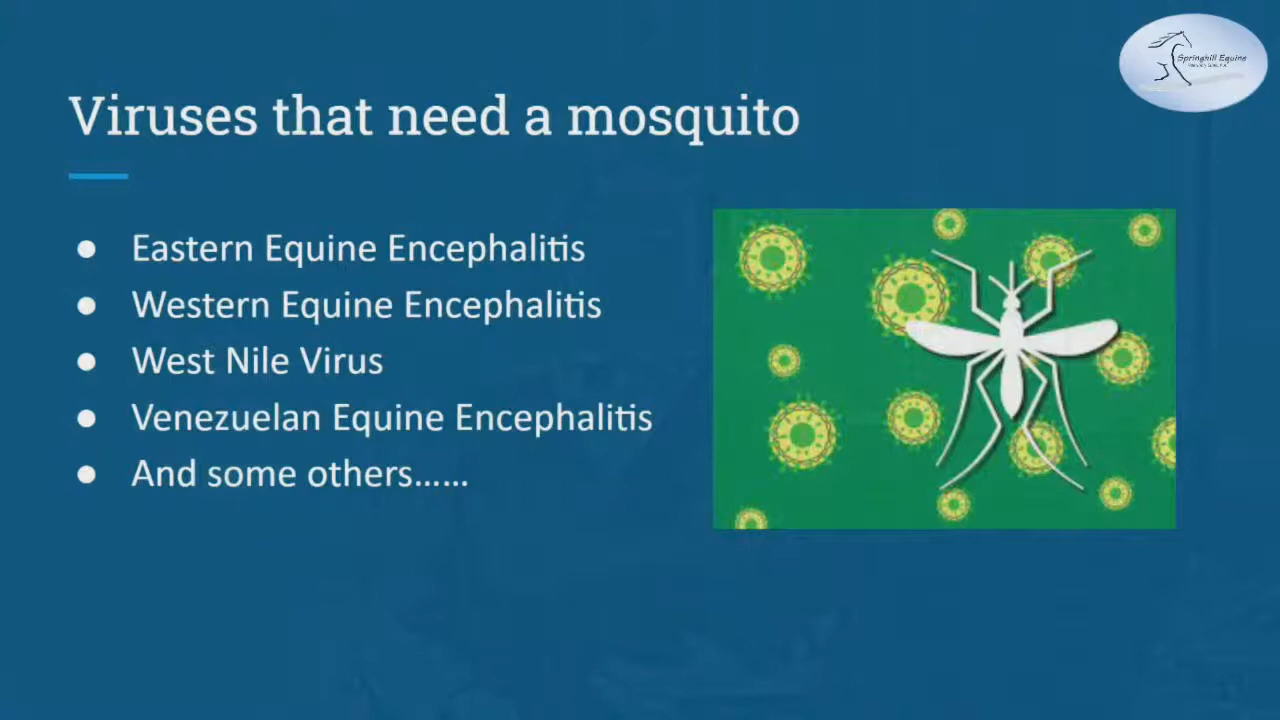 Springhill Equine
Viruses that need a mosquito
● Eastern Equine Encephalitis
● Western Equine Encephalitis
● West Nile Virus
● Venezuelan Equine Encephalitis
● And some others......